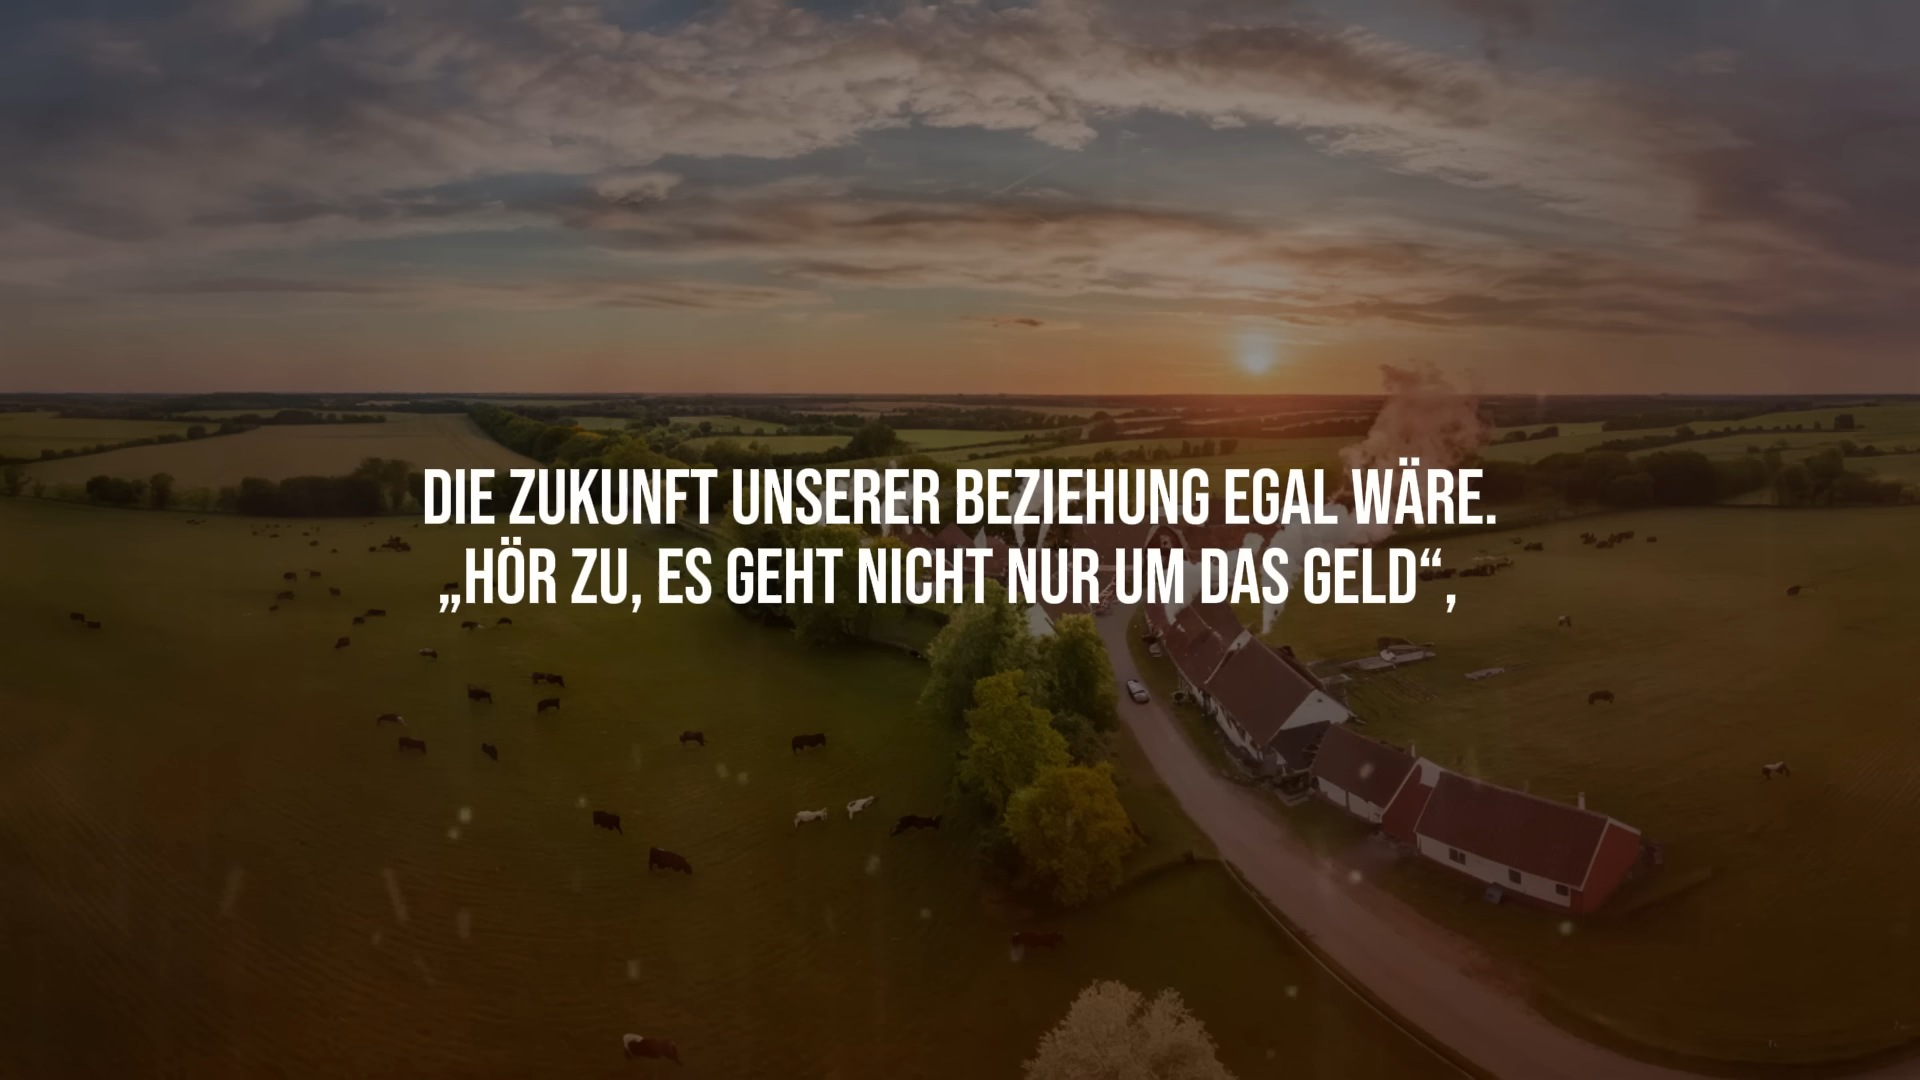 DIE ZUKUNFT UNSERER BEZIEHUNG EGAL WÄRE.
„HÖR ZU, ES GEHT NICHT NUR UM DAS GELD“,